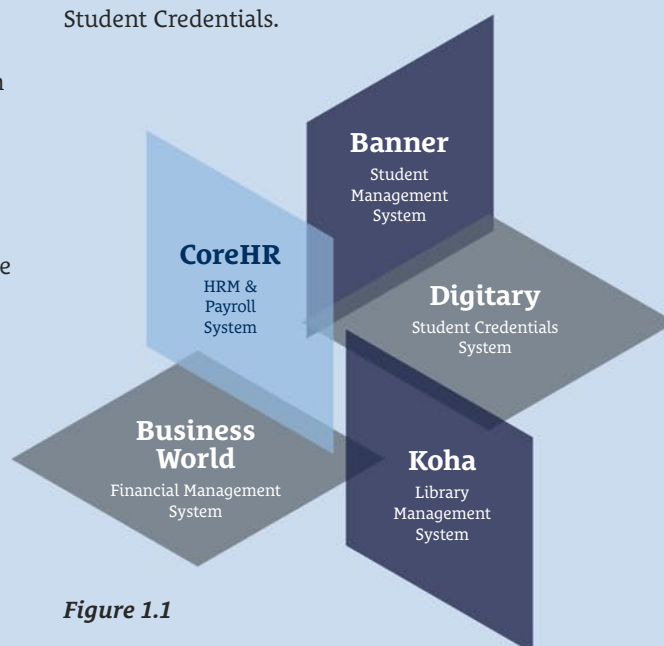 Student Credentials.
Banner
Student
Management
System
CoreHR
HRM &
Payroll
System
Digitary
Student Credentials
System
Business
World
Financial Management
System
Koha
Library
Management
System
Figure 1.1